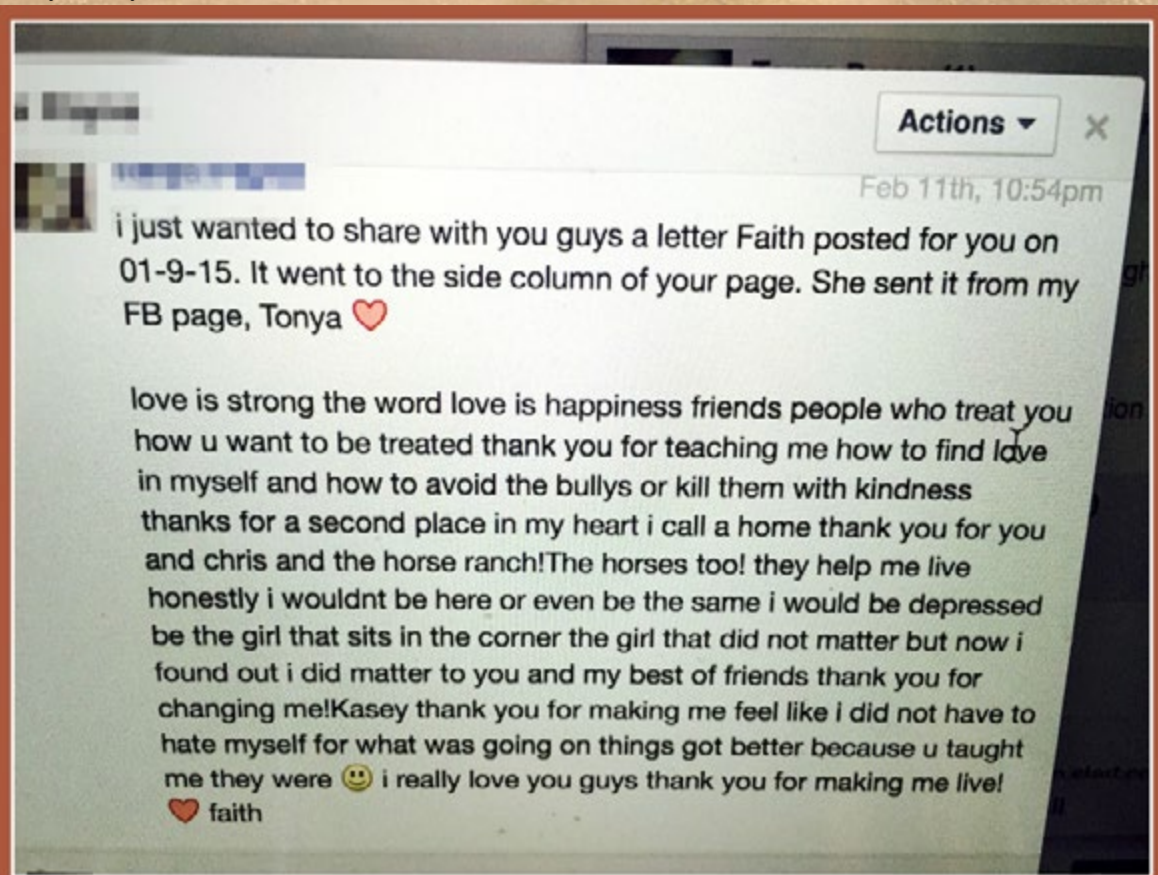 Actions
Feb 11th, 10:54pm
i just wanted to share with you guys a letter Faith posted for you on
01-9-15. It went to the side column of your page. She sent it from my
FB page, Tonya ❤
love is strong the word love is happiness friends people who treat you
how u want to be treated thank you for teaching me how to find love
in myself and how to avoid the bullys or kill them with kindness
thanks for a second place in my heart i call a home thank you for you
and chris and the horse ranch!The horses too! they help me live
honestly i wouldnt be here or even be the same i would be depressed
be the girl that sits in the corner the girl that did not matter but now i
found out i did matter to you and my best of friends thank you for
changing me!Kasey thank you for making me feel like i did not have to
hate myself for what was going on things got better because u taught
me they were 🙂 i really love you guys thank you for making me live!
❤ faith